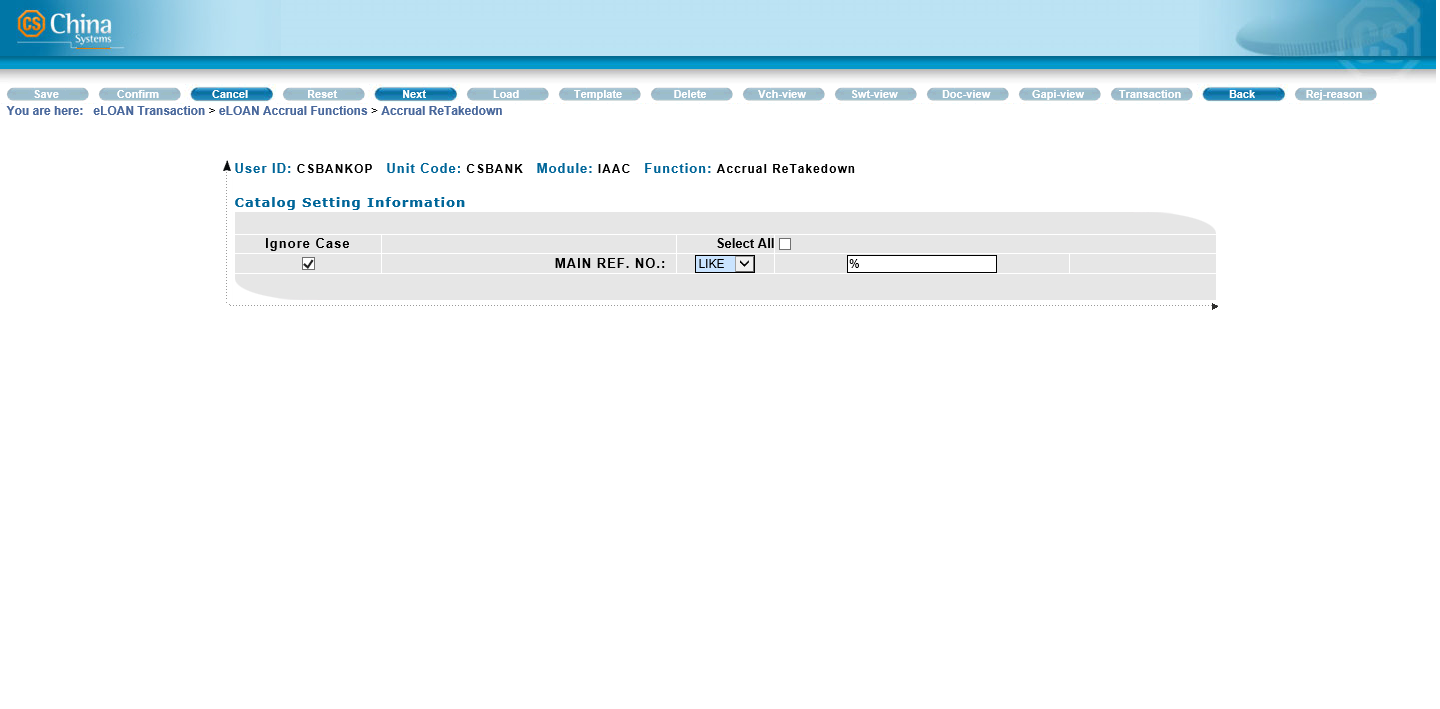 CS China
Systems
Save Confirm Cancel Reset Next Load Template Delete Vch-view Swt-view Doc-view Gapi-view Transaction Back Rej-reason
You are here: eLOAN Transaction > eLOAN Accrual Functions > Accrual ReTakedown
User ID: CSBANKOP Unit Code: CSBANK Module: IAAC Function: Accrual ReTakedown
Catalog Setting Information
Ignore Case Select All
MAIN REF. NO.: LIKE %